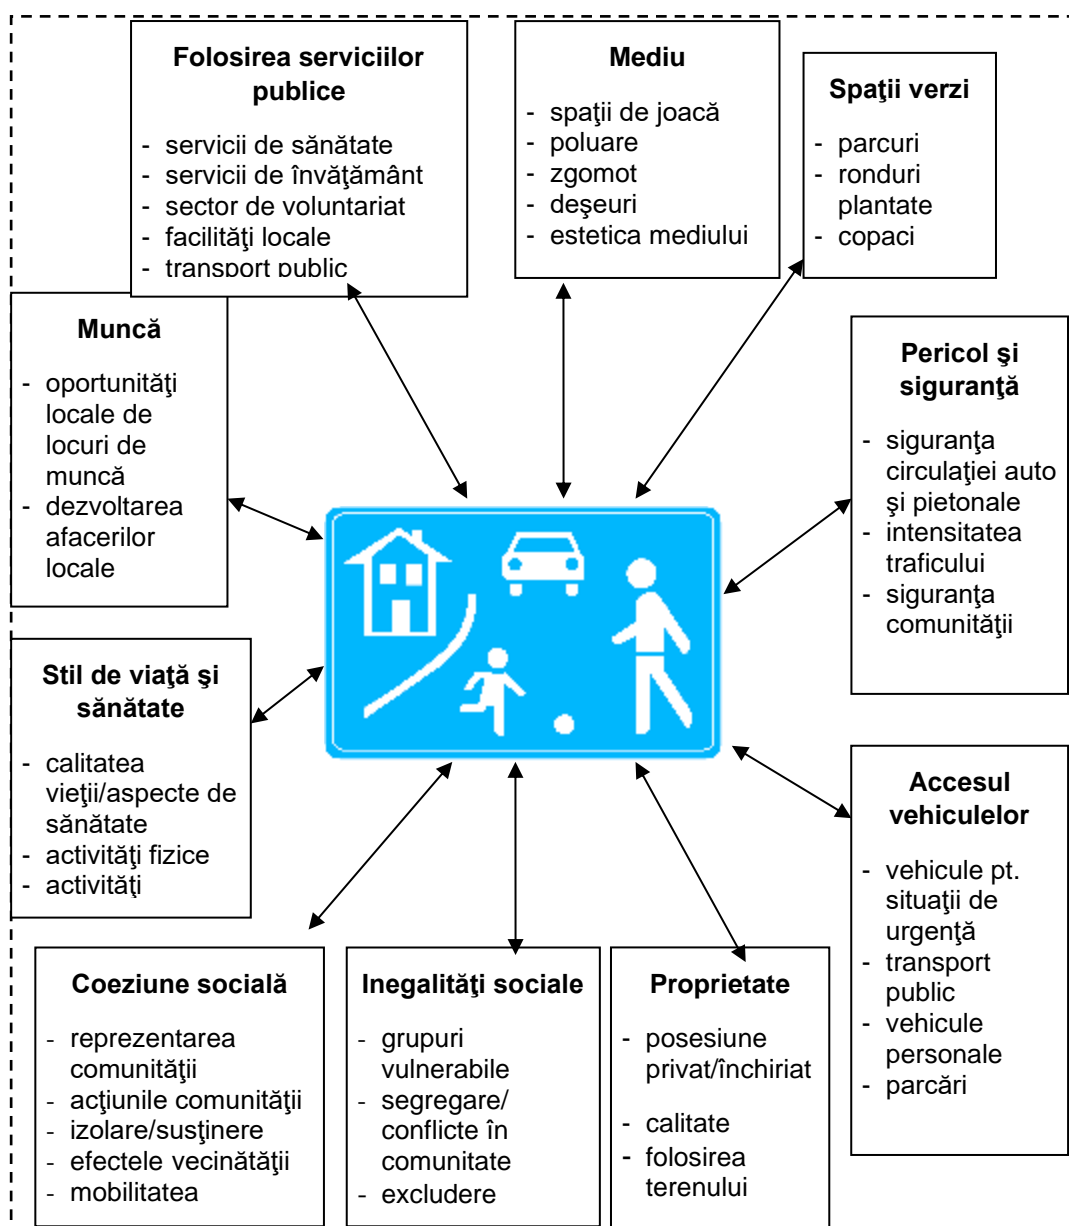 Folosirea serviciilor
publice
- servicii de sănătate
- servicii de învăţământ
- sector de voluntariat
- facilităţi locale
- transport public
Mediu
- spaţii de joacă
- poluare
- zgomot
- deşeuri
- estetica mediului
Spaţii verzi
- parcuri
- ronduri
plantate
- copaci
Muncă
- oportunităţi
locale de
locuri de
muncă
- dezvoltarea
afacerilor
locale
Pericol şi
siguranţă
- siguranţa
circulaţiei auto
şi pietonale
- intensitatea
traficului
- siguranţa
comunităţii
Stil de viaţă şi
sănătate
- calitatea
vieţii/aspecte de
sănătate
- activităţi fizice
- activităţi
Accesul
vehiculelor
- vehicule pt.
situaţii de
urgenţă
- transport
public
- vehicule
personale
- parcări
Coeziune socială
- reprezentarea
comunităţii
- acţiunile comunităţii
- izolare/susţinere
- efectele vecinătăţii
- mobilitatea
Inegalităţi sociale
- grupuri
vulnerabile
- segregare/
conflicte în
comunitate
- excludere
Proprietate
- posesiune
privat/închiriat
- calitate
- folosirea
terenului